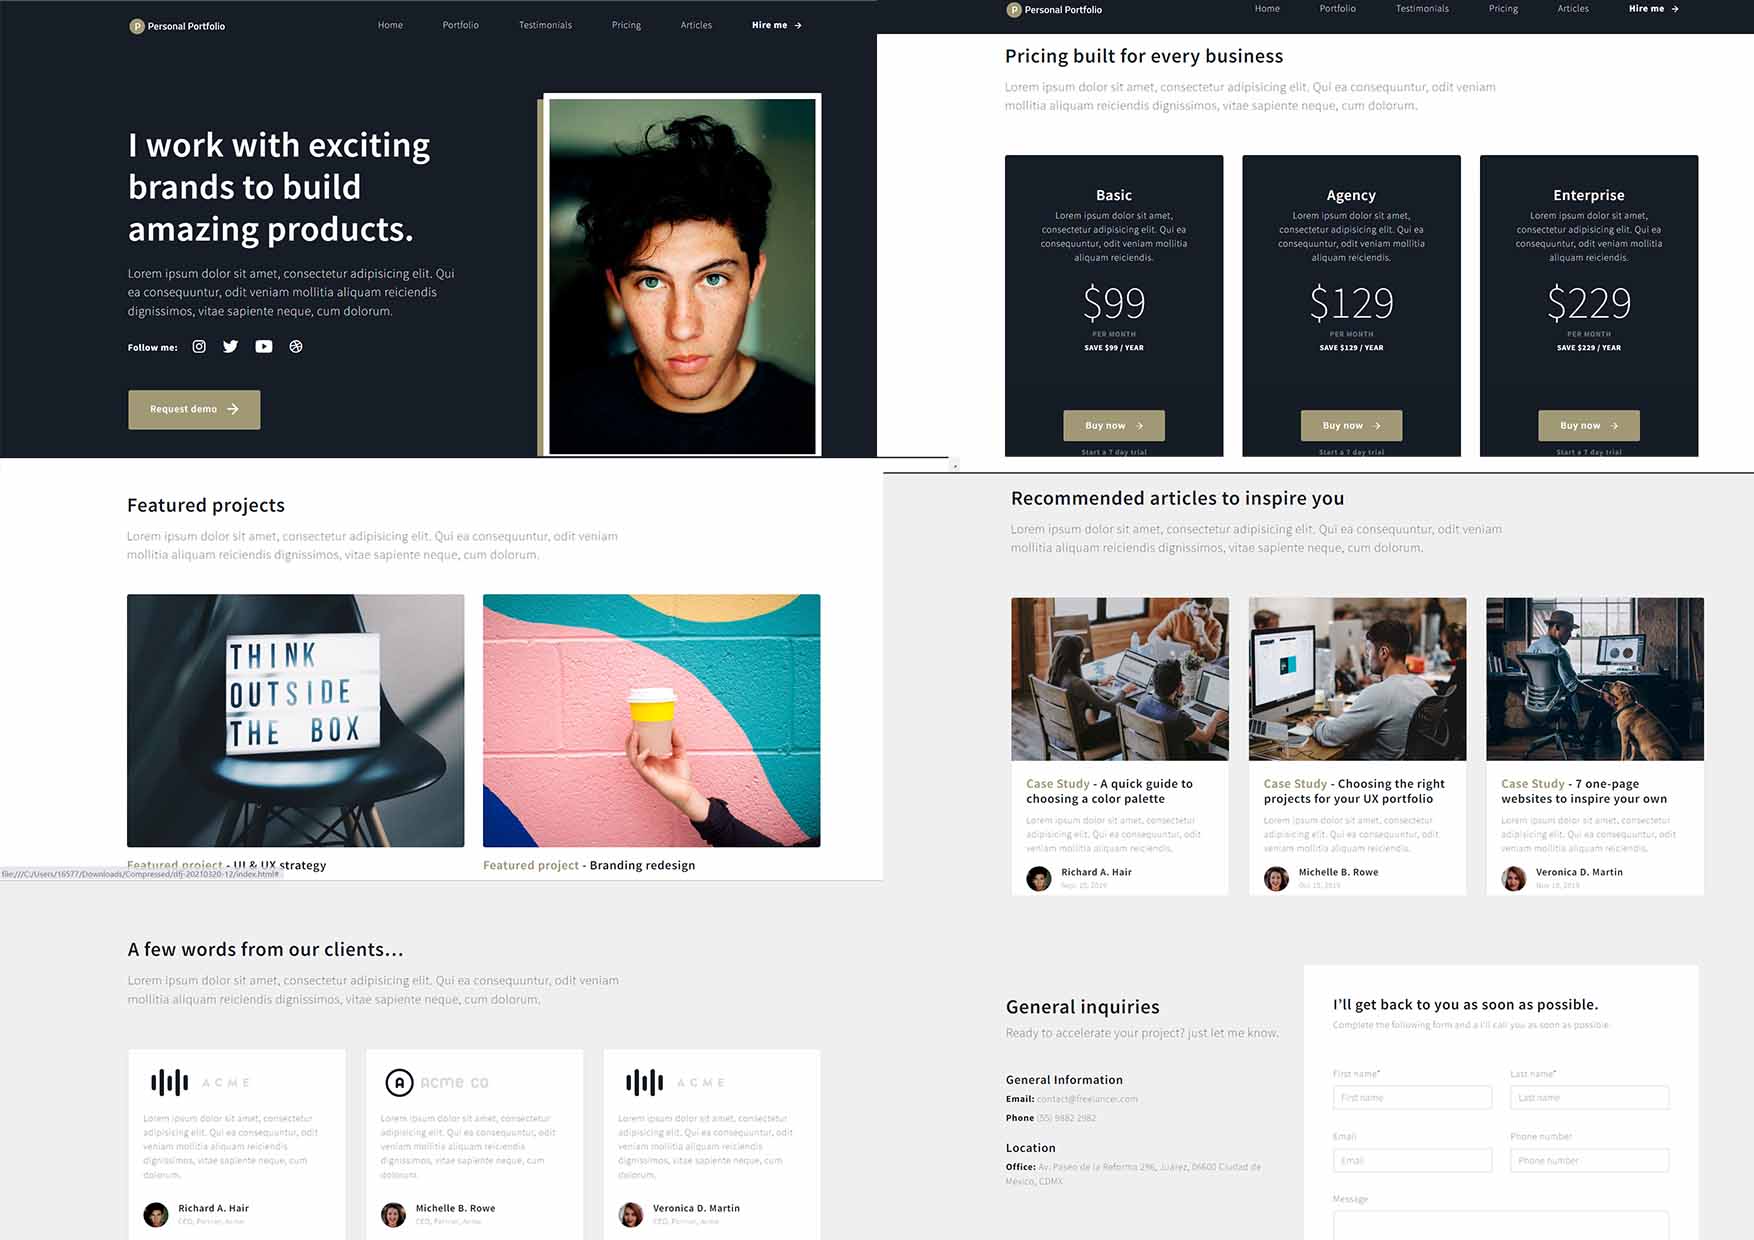 P Personal Portfolio
Home Portfolio Testimonials Pricing Articles Hire me
I work with exciting
brands to build
amazing products.
Lorem ipsum dolor sit amet, consectetur adipisicing elit. Qui
ea consequuntur, odit veniam mollitia aliquam reiciendis
dignissimos, vitae sapiente neque, cum dolorum.
Follow me:
Request demo
P Personal Portfolio
Home Portfolio Testimonials Pricing Articles Hire me
Pricing built for every business
Lorem ipsum dolor sit amet, consectetur adipisicing elit. Qui ea consequuntur, odit veniam
mollitia aliquam reiciendis dignissimos, vitae sapiente neque, cum dolorum.
Basic
Lorem ipsum dolor sit amet,
consectetur adipisicing elit. Qui ea
consequuntur, odit veniam mollitia
aliquam reiciendis.
$99
PER MONTH
SAVE $99 / YEAR
Buy now
Start a 7 day trial
Agency
Lorem ipsum dolor sit amet,
consectetur adipisicing elit. Qui ea
consequuntur, odit veniam mollitia
aliquam reiciendis.
$129
PER MONTH
SAVE $129 / YEAR
Buy now
Start a 7 day trial
Enterprise
Lorem ipsum dolor sit amet,
consectetur adipisicing elit. Qui ea
consequuntur, odit veniam mollitia
aliquam reiciendis.
$229
PER MONTH
SAVE $229 / YEAR
Buy now
Start a 7 day trial
Featured projects
Lorem ipsum dolor sit amet, consectetur adipisicing elit. Qui ea consequuntur, odit veniam
mollitia aliquam reiciendis dignissimos, vitae sapiente neque, cum dolorum.
THINK
OUTSIDE
THE BOX
Featured project - UI & UX strategy
Featured project - Branding redesign
file:///C:/Users/16577/Downloads/Compressed/dfj-20210320-12/index.html#
Recommended articles to inspire you
Lorem ipsum dolor sit amet, consectetur adipisicing elit. Qui ea consequuntur, odit veniam
mollitia aliquam reiciendis dignissimos, vitae sapiente neque, cum dolorum.
Case Study - A quick guide to
choosing a color palette
Lorem ipsum dolor sit amet, consectetur
adipisicing elit. Qui ea consequuntur, odit
veniam mollitia aliquam reiciendis.
Richard A. Hair
Sept. 25, 2019
Case Study - Choosing the right
projects for your UX portfolio
Lorem ipsum dolor sit amet, consectetur
adipisicing elit. Qui ea consequuntur, odit
veniam mollitia aliquam reiciendis.
Michelle B. Rowe
Oct 15, 2019
Case Study - 7 one-page
websites to inspire your own
Lorem ipsum dolor sit amet, consectetur
adipisicing elit. Qui ea consequuntur, odit
veniam mollitia aliquam reiciendis.
Veronica D. Martin
Nov 10, 2019
A few words from our clients...
Lorem ipsum dolor sit amet, consectetur adipisicing elit. Qui ea consequuntur, odit veniam
mollitia aliquam reiciendis dignissimos, vitae sapiente neque, cum dolorum.
ACME
Lorem ipsum dolor sit amet, consectetur
adipisicing elit. Qui ea consequuntur, odit
veniam mollitia aliquam reiciendis
dignissimos, vitae sapiente neque, cum
dolorum.
Richard A. Hair
CEO, Partner, Acme
A acme co
Lorem ipsum dolor sit amet, consectetur
adipisicing elit. Qui ea consequuntur, odit
veniam mollitia aliquam reiciendis
dignissimos, vitae sapiente neque, cum
dolorum.
Michelle B. Rowe
CEO, Partner, Acme
ACME
Lorem ipsum dolor sit amet, consectetur
adipisicing elit. Qui ea consequuntur, odit
veniam mollitia aliquam reiciendis
dignissimos, vitae sapiente neque, cum
dolorum.
Veronica D. Martin
CEO, Partner, Acme
General inquiries
Ready to accelerate your project? just let me know.
General Information
Email: contact@freelancer.com
Phone (55) 9882 2982
Location
Office: Av. Paseo de la Reforma 296, Juárez, 06600 Ciudad de
México, CDMX
I'll get back to you as soon as possible.
Complete the following form and a I'll call you as soon as possible.
First name* Last name*
First name Last name
Email Phone number
Email Phone number
Message